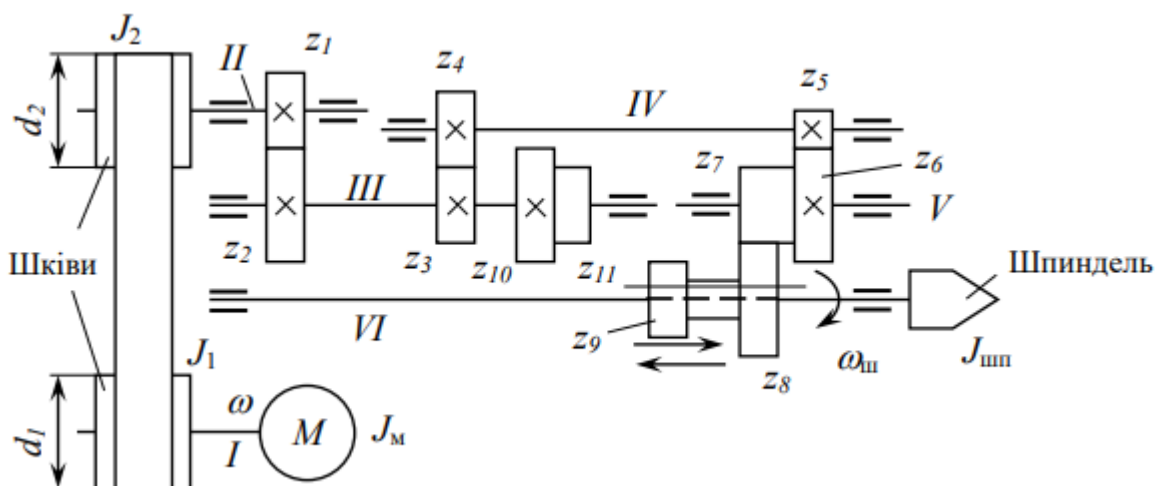 J₂
II
z₁
z₄
IV
z₅
d₂
z₇
z₆
III
V
z₂
z₃
z₁₀
z₁₁
Шківи
Шпиндель
VI
z₉
J₁
ω
z₈
ωш
Jшп
d₁
I
M
Jм